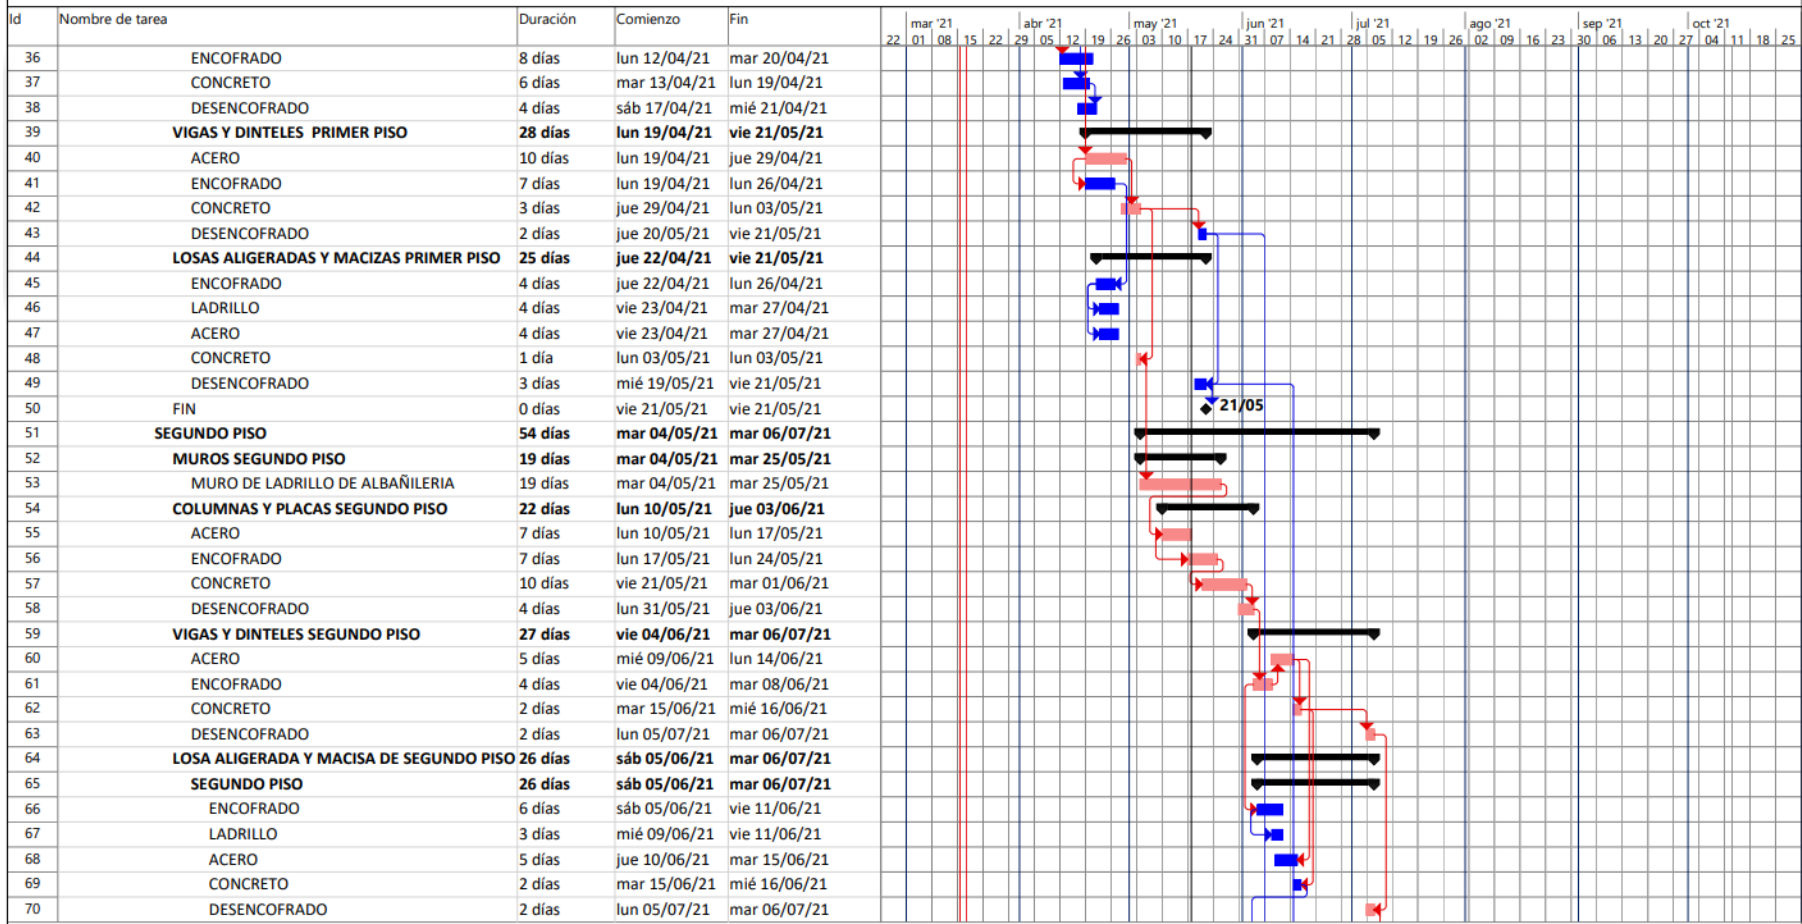 Id Nombre de tarea Duración Comienzo Fin mar '21 abr '21 may '21 jun '21 jul '21 ago '21 sep '21 oct '21
22 01 08 15 22 29 05 12 19 26 03 10 17 24 31 07 14 21 28 05 12 19 26 02 09 16 23 30 06 13 20 27 04 11 18 25
36 ENCOFRADO 8 días lun 12/04/21 mar 20/04/21
37 CONCRETO 6 días mar 13/04/21 lun 19/04/21
38 DESENCOFRADO 4 días sáb 17/04/21 mié 21/04/21
39 VIGAS Y DINTELES PRIMER PISO 28 días lun 19/04/21 vie 21/05/21
40 ACERO 10 días lun 19/04/21 jue 29/04/21
41 ENCOFRADO 7 días lun 19/04/21 lun 26/04/21
42 CONCRETO 3 días jue 29/04/21 lun 03/05/21
43 DESENCOFRADO 2 días jue 20/05/21 vie 21/05/21
44 LOSAS ALIGERADAS Y MACIZAS PRIMER PISO 25 días jue 22/04/21 vie 21/05/21
45 ENCOFRADO 4 días jue 22/04/21 lun 26/04/21
46 LADRILLO 4 días vie 23/04/21 mar 27/04/21
47 ACERO 4 días vie 23/04/21 mar 27/04/21
48 CONCRETO 1 día lun 03/05/21 lun 03/05/21
49 DESENCOFRADO 3 días mié 19/05/21 vie 21/05/21
50 FIN 0 días vie 21/05/21 vie 21/05/21 21/05
51 SEGUNDO PISO 54 días mar 04/05/21 mar 06/07/21
52 MUROS SEGUNDO PISO 19 días mar 04/05/21 mar 25/05/21
53 MURO DE LADRILLO DE ALBAÑILERIA 19 días mar 04/05/21 mar 25/05/21
54 COLUMNAS Y PLACAS SEGUNDO PISO 22 días lun 10/05/21 jue 03/06/21
55 ACERO 7 días lun 10/05/21 lun 17/05/21
56 ENCOFRADO 7 días lun 17/05/21 lun 24/05/21
57 CONCRETO 10 días vie 21/05/21 mar 01/06/21
58 DESENCOFRADO 4 días lun 31/05/21 jue 03/06/21
59 VIGAS Y DINTELES SEGUNDO PISO 27 días vie 04/06/21 mar 06/07/21
60 ACERO 5 días mié 09/06/21 lun 14/06/21
61 ENCOFRADO 4 días vie 04/06/21 mar 08/06/21
62 CONCRETO 2 días mar 15/06/21 mié 16/06/21
63 DESENCOFRADO 2 días lun 05/07/21 mar 06/07/21
64 LOSA ALIGERADA Y MACISA DE SEGUNDO PISO 26 días sáb 05/06/21 mar 06/07/21
65 SEGUNDO PISO 26 días sáb 05/06/21 mar 06/07/21
66 ENCOFRADO 6 días sáb 05/06/21 vie 11/06/21
67 LADRILLO 3 días mié 09/06/21 vie 11/06/21
68 ACERO 5 días jue 10/06/21 mar 15/06/21
69 CONCRETO 2 días mar 15/06/21 mié 16/06/21
70 DESENCOFRADO 2 días lun 05/07/21 mar 06/07/21